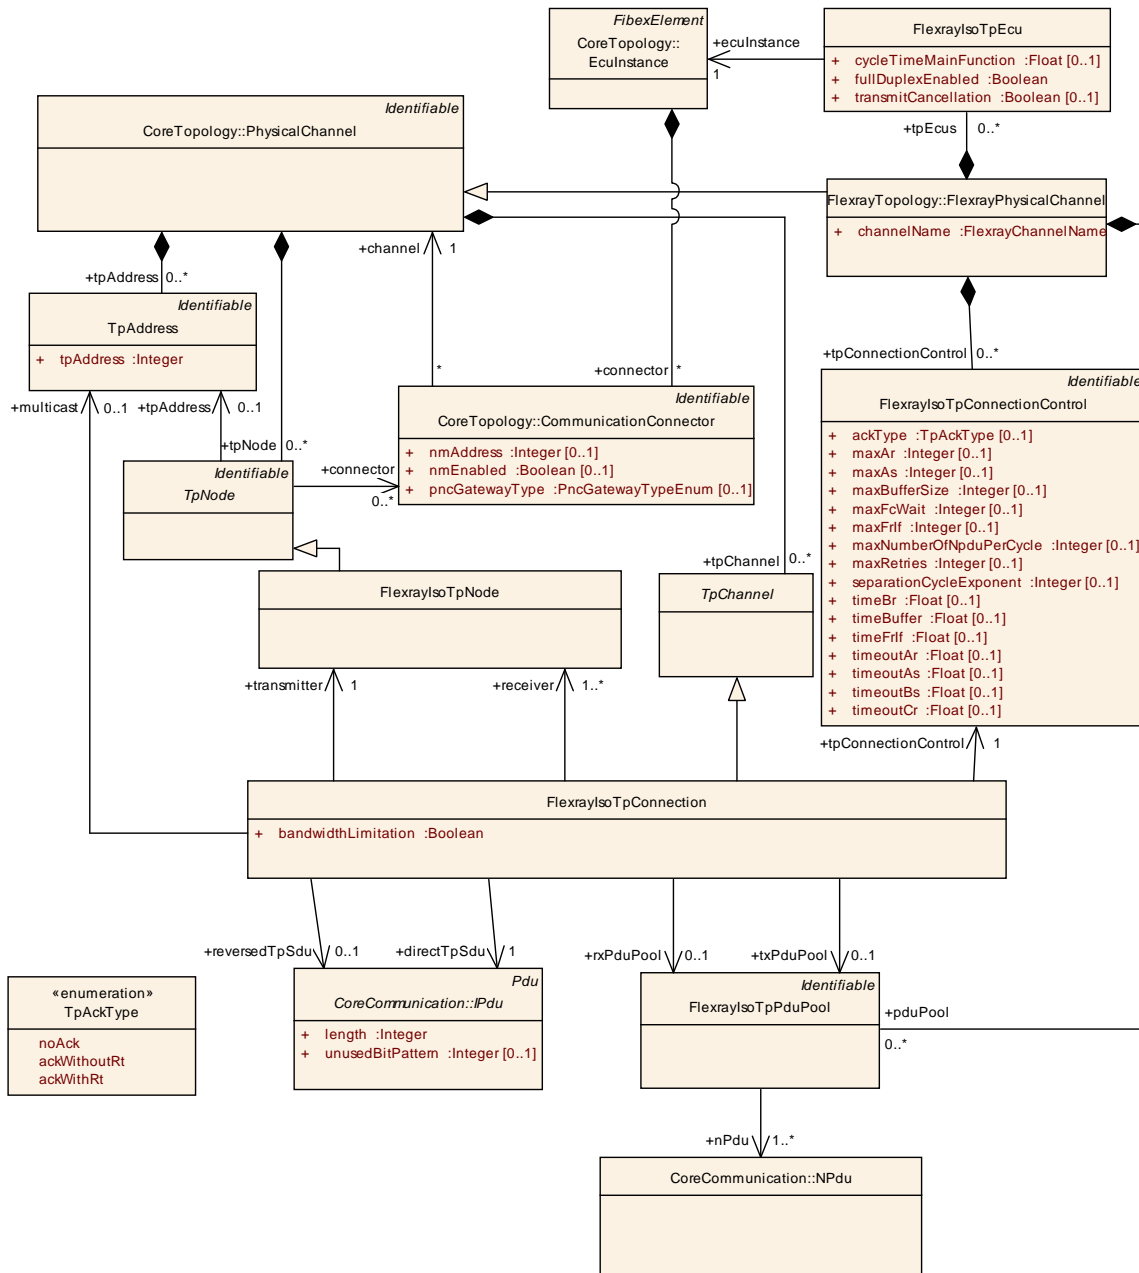 FibexElement
CoreTopology::
EcuInstance
+ecuInstance
1
FlexrayIsoTpEcu
+ cycleTimeMainFunction :Float [0..1]
+ fullDuplexEnabled :Boolean
+ transmitCancellation :Boolean [0..1]
+tpEcus 0..*
Identifiable
CoreTopology::PhysicalChannel
FlexrayTopology::FlexrayPhysicalChannel
+ channelName :FlexrayChannelName
+channel 1
+tpAddress 0..*
Identifiable
TpAddress
+ tpAddress :Integer
+multicast 0..1
+tpAddress 0..1
+tpNode 0..*
Identifiable
TpNode
+connector
0..*
*
+connector *
Identifiable
CoreTopology::CommunicationConnector
+ nmAddress :Integer [0..1]
+ nmEnabled :Boolean [0..1]
+ pncGatewayType :PncGatewayTypeEnum [0..1]
+tpConnectionControl 0..*
Identifiable
FlexrayIsoTpConnectionControl
+ ackType :TpAckType [0..1]
+ maxAr :Integer [0..1]
+ maxAs :Integer [0..1]
+ maxBufferSize :Integer [0..1]
+ maxFcWait :Integer [0..1]
+ maxFrIf :Integer [0..1]
+ maxNumberOfNpduPerCycle :Integer [0..1]
+ maxRetries :Integer [0..1]
+ separationCycleExponent :Integer [0..1]
+ timeBr :Float [0..1]
+ timeBuffer :Float [0..1]
+ timeFrIf :Float [0..1]
+ timeoutAr :Float [0..1]
+ timeoutAs :Float [0..1]
+ timeoutBs :Float [0..1]
+ timeoutCr :Float [0..1]
FlexrayIsoTpNode
+tpChannel 0..*
TpChannel
+transmitter 1
+receiver 1..*
+tpConnectionControl 1
FlexrayIsoTpConnection
+ bandwidthLimitation :Boolean
+reversedTpSdu 0..1
+directTpSdu 1
+rxPduPool 0..1
+txPduPool 0..1
«enumeration»
TpAckType
noAck
ackWithoutRt
ackWithRt
Pdu
CoreCommunication::IPdu
+ length :Integer
+ unusedBitPattern :Integer [0..1]
Identifiable
FlexrayIsoTpPduPool
+pduPool
0..*
+nPdu 1..*
CoreCommunication::NPdu